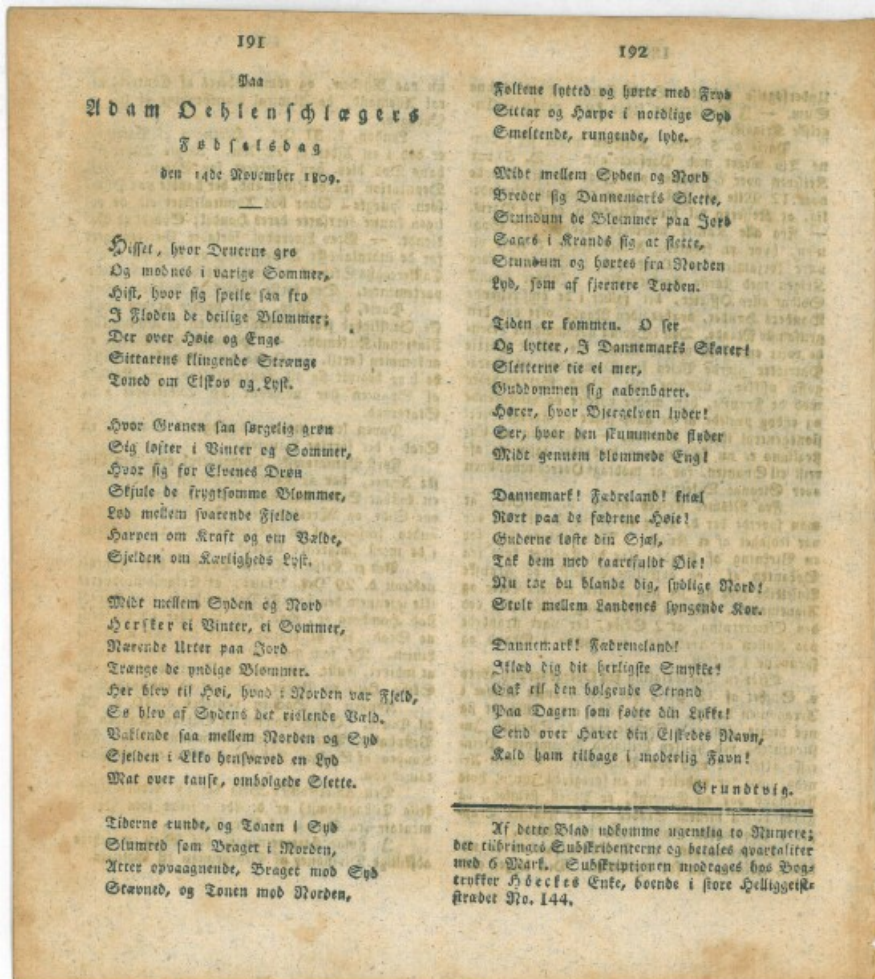 191
Paa
Adam Oehlenschlægers
Fødselsdag
den 14de November 1809.
Hisset, hvor Druerne gro
Og modnes i varige Sommer,
Hist, hvor sig speile saa fro
I Floden de deilige Blommer;
Der over Høie og Enge
Sittarens klingende Strænge
Toned om Elskov og Lyst.
Hvor Granen saa sørgelig grøn
Sig løfter i Vinter og Sommer,
Hvor sig for Elvenes Drøn
Skjule de frygtsomme Blommer,
Lød mellem svarende Fjelde
Harpen om Kraft og om Vælde,
Sjelden om Kærligheds Lyst.
Midt mellem Syden og Nord
Hersker ei Vinter, ei Sommer,
Nærende Urter paa Jord
Trænge de yndige Blommer.
Her blev til Høi, hvad i Norden var Fjeld,
Sø blev af Sydens det rislende Væld.
Vaklende saa mellem Norden og Syd
Sjelden i Ekko hensvæved en Lyd
Mat over tause, ombølgede Slette.
Tiderne runde, og Tonen i Syd
Slumred som Braget i Norden,
Atter opvaagnende, Braget mod Syd
Stævned, og Tonen mod Norden,
192
Folkene lytted og hørte med Fryd
Sittar og Harpe i nordlige Syd
Smeltende, rungende, lyde.
Midt mellem Syden og Nord
Breder sig Dannemarks Slette,
Stundum de Blommer paa Jord
Saaes i Krands sig at flette,
Stundum og hørtes fra Norden
Lyd, som af fjernere Torden.
Tiden er kommen. O ser
Og lytter, I Dannemarks Skarer!
Sletterne tie ei mer,
Guddommen sig aabenbarer.
Hører, hvor Bjergelven lyder!
Ser, hvor den skummende flyder
Midt gennem blommede Eng!
Dannemark! Fædreland! knæl
Rørt paa de fædrene Høie!
Guderne løfte din Sjæl,
Tak dem med taarefuldt Øie!
Nu tør du blande dig, sydlige Nord!
Stolt mellem Landenes syngende Kor.
Dannemark! Fædreneland!
Iklæd dig dit herligste Smykke!
Tak til den bølgende Strand
Paa Dagen som fødte din Lykke!
Send over Havet din Elskedes Navn,
Kald ham tilbage i moderlig Favn!
Grundtvig.
Af dette Blad udkomme ugentlig to Numere;
det tilbringes Subskribenterne og betales qvartaliter
med 6 Mark. Subskriptionen modtages hos Bog-
trykker Höeckes Enke, boende i store Helliggeist-
strædet No. 144.